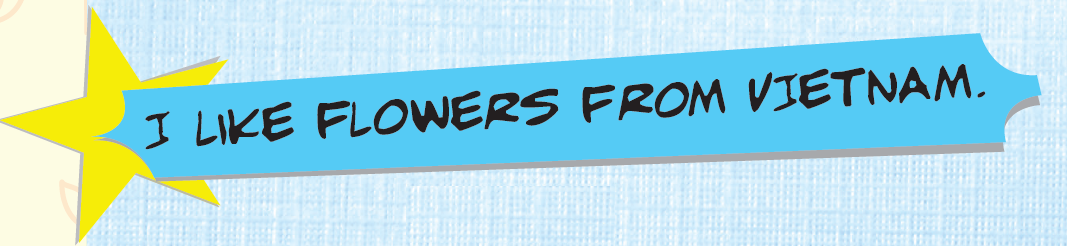 I LIKE FLOWERS FROM VIETNAM.